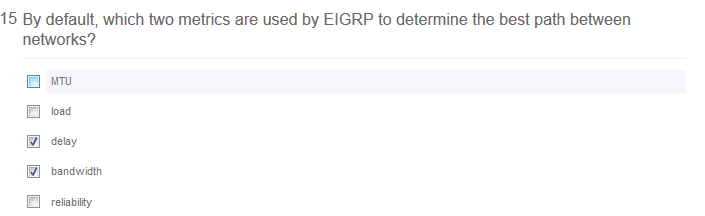 15 By default, which two metrics are used by EIGRP to determine the best path between
networks?
MTU
load
delay
bandwidth
reliability